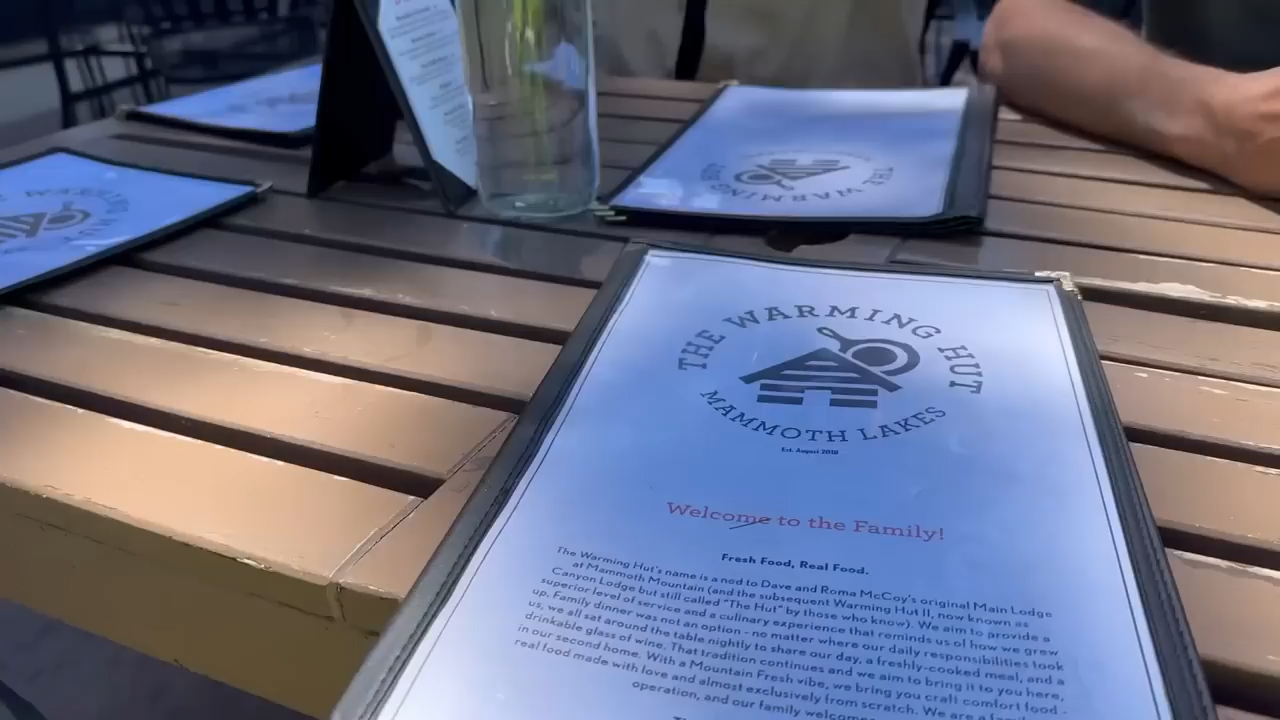 THE WARMING HUT
MAMMOTH LAKES
Est. August 2018
Welcome to the Family!
Fresh Food, Real Food.
The Warming Hut's name is a nod to Dave and Roma McCoy's original Main Lodge
at Mammoth Mountain (and the subsequent Warming Hut II, now known as
Canyon Lodge but still called "The Hut" by those who know). We aim to provide a
superior level of service and a culinary experience that reminds us of how we grew
up. Family dinner was not an option - no matter where our daily responsibilities took
us, we all sat around the table nightly to share our day, a freshly-cooked meal, and a
drinkable glass of wine. That tradition continues and we aim to bring it to you here,
in our second home. With a Mountain Fresh vibe, we bring you craft comfort food -
real food made with love and almost exclusively from scratch. We are a
operation, and our family
THE WARMING